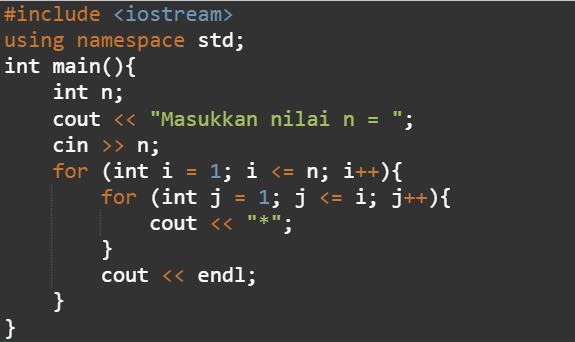 #include <iostream>
using namespace std;
int main(){
    int n;
    cout << "Masukkan nilai n = ";
    cin >> n;
    for (int i = 1; i <= n; i++){
        for (int j = 1; j <= i; j++){
            cout << "*";
        }
        cout << endl;
    }
}